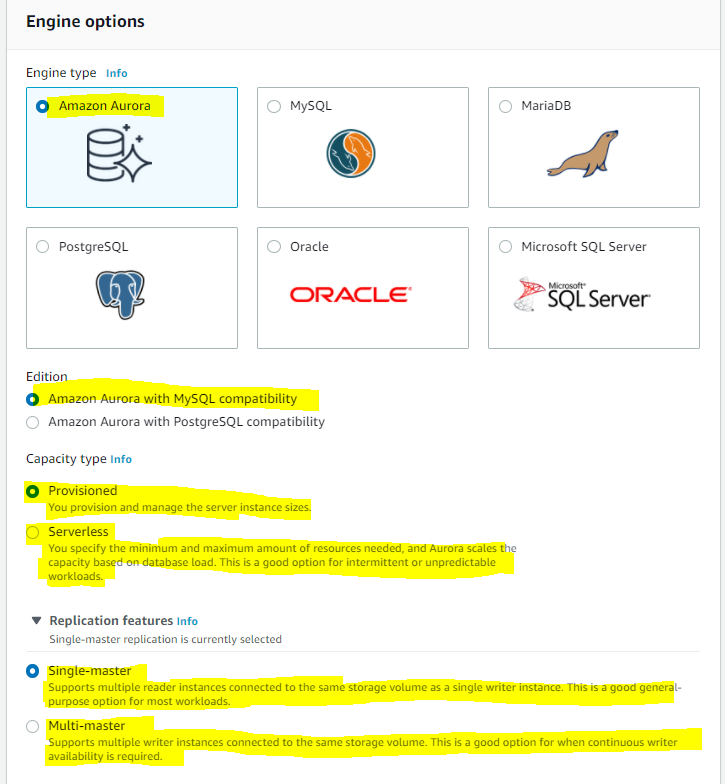 Engine options
Engine type Info
Amazon Aurora
MySQL
MariaDB
PostgreSQL
Oracle
Microsoft SQL Server
ORACLE®
Microsoft®
SQL Server®
Edition
Amazon Aurora with MySQL compatibility
Amazon Aurora with PostgreSQL compatibility
Capacity type Info
Provisioned
You provision and manage the server instance sizes.
Serverless
You specify the minimum and maximum amount of resources needed, and Aurora scales the
capacity based on database load. This is a good option for intermittent or unpredictable
workloads.
Replication features Info
Single-master replication is currently selected
Single-master
Supports multiple reader instances connected to the same storage volume as a single writer instance. This is a good general-
purpose option for most workloads.
Multi-master
Supports multiple writer instances connected to the same storage volume. This is a good option for when continuous writer
availability is required.